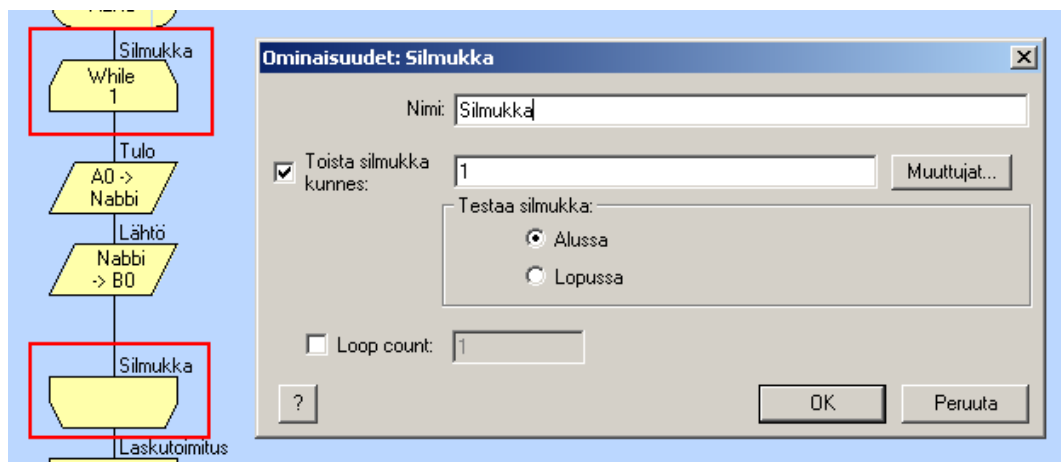 Silmukka
While
1
Tulo
A0 ->
Nabbi
Lähtö
Nabbi
-> B0
Silmukka
Laskutoimitus
Ominaisuudet: Silmukka
Nimi: Silmukka
Toista silmukka
kunnes: 1 Muuttujat...
Testaa silmukka:
Alussa
Lopussa
Loop count: 1
? OK Peruuta